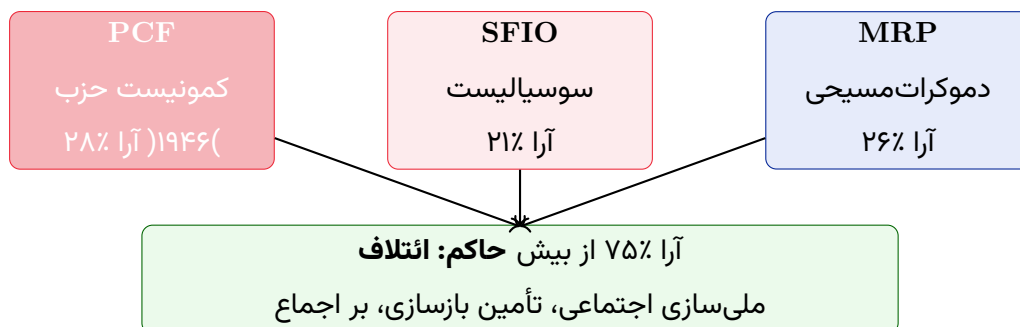 PCF
کمونیست حزب
)۱۹۴۶( آرا ۲۸٪
SFIO
سوسیالیست
آرا ۲۱٪
MRP
دموکرات‌مسیحی
آرا ۲۶٪
آرا ۷۵٪ از بیش حاکم: ائتلاف
ملی‌سازی اجتماعی، تأمین بازسازی، بر اجماع